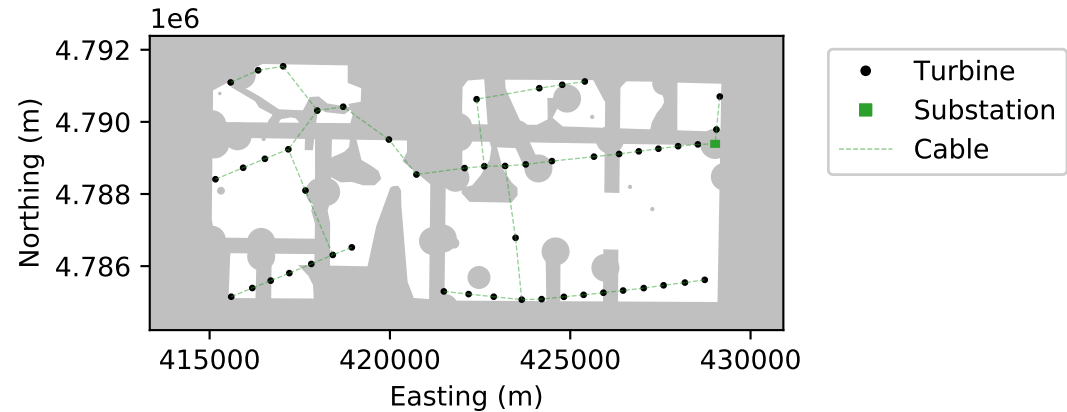 1e6
4.792
4.790
4.788
4.786
Northing (m)
415000 420000 425000 430000
Easting (m)
Turbine
Substation
Cable